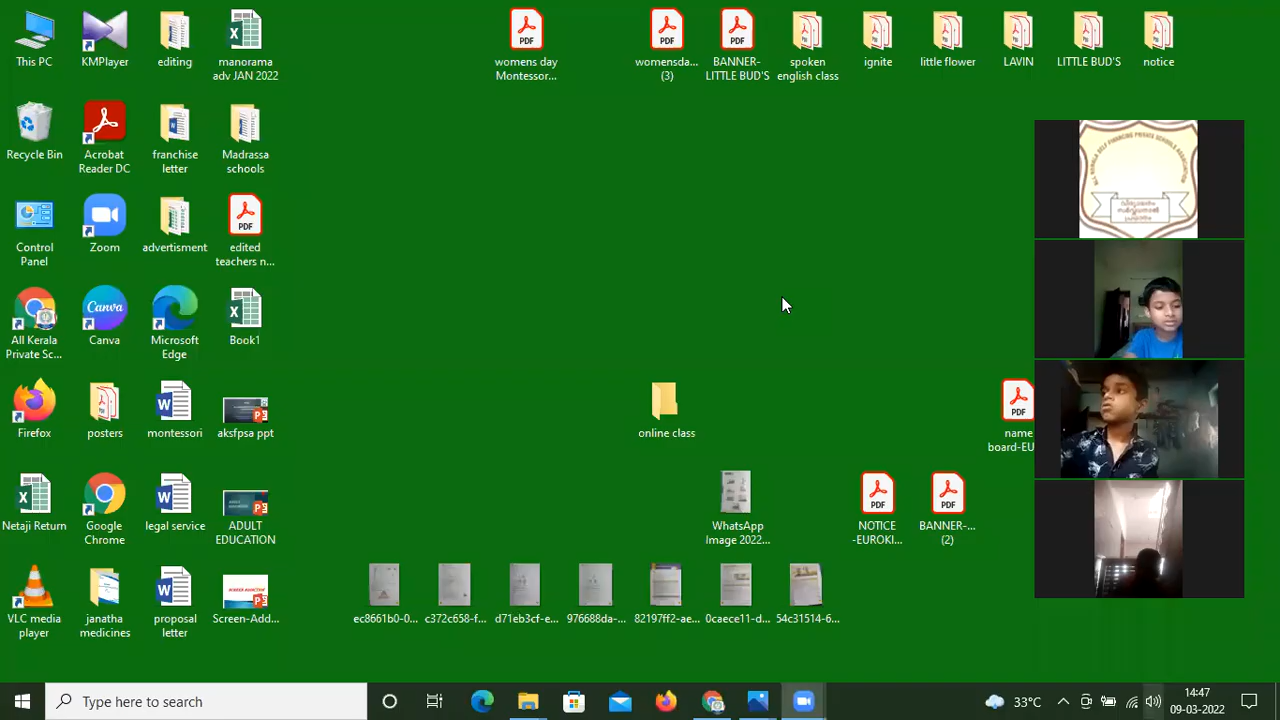 This PC
KMPlayer
editing
manorama
adv JAN 2022
womens day
Montessor...
womensda...
(3)
BANNER-
LITTLE BUD'S
spoken
english class
ignite
little flower
LAVIN
LITTLE BUD'S
notice
Recycle Bin
Acrobat
Reader DC
franchise
letter
Madrassa
schools
Control
Panel
Zoom
advertisment
edited
teachers n...
All Kerala
Private Sc...
Canva
Microsoft
Edge
Book1
Firefox
posters
montessori
aksfpsa ppt
online class
name
board-EU
Netaji Return
Google
Chrome
legal service
ADULT
EDUCATION
WhatsApp
Image 2022...
NOTICE
-EUROKI...
BANNER-...
(2)
VLC media
player
janatha
medicines
proposal
letter
Screen-Add...
ec8661b0-0...
c372c658-f...
d71eb3cf-e...
976688da-...
82197ff2-ae...
0caece11-d...
54c31514-6...
Type here to search
33°C
14:47
09-03-2022